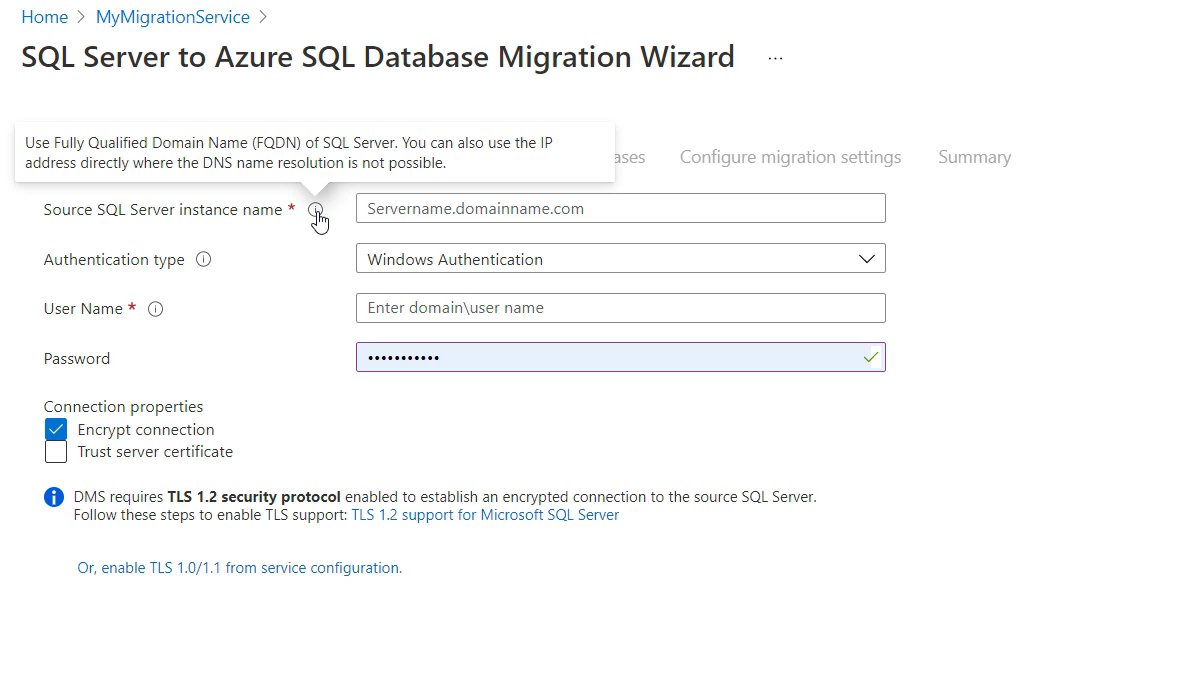 Home > MyMigrationService >
SQL Server to Azure SQL Database Migration Wizard ...
Use Fully Qualified Domain Name (FQDN) of SQL Server. You can also use the IP
address directly where the DNS name resolution is not possible.
Configure migration settings Summary
Source SQL Server instance name * Servername.domainname.com
Authentication type Windows Authentication
User Name * Enter domain\user name
Password •••••••••••
Connection properties
Encrypt connection
Trust server certificate
DMS requires TLS 1.2 security protocol enabled to establish an encrypted connection to the source SQL Server.
Follow these steps to enable TLS support: TLS 1.2 support for Microsoft SQL Server
Or, enable TLS 1.0/1.1 from service configuration.